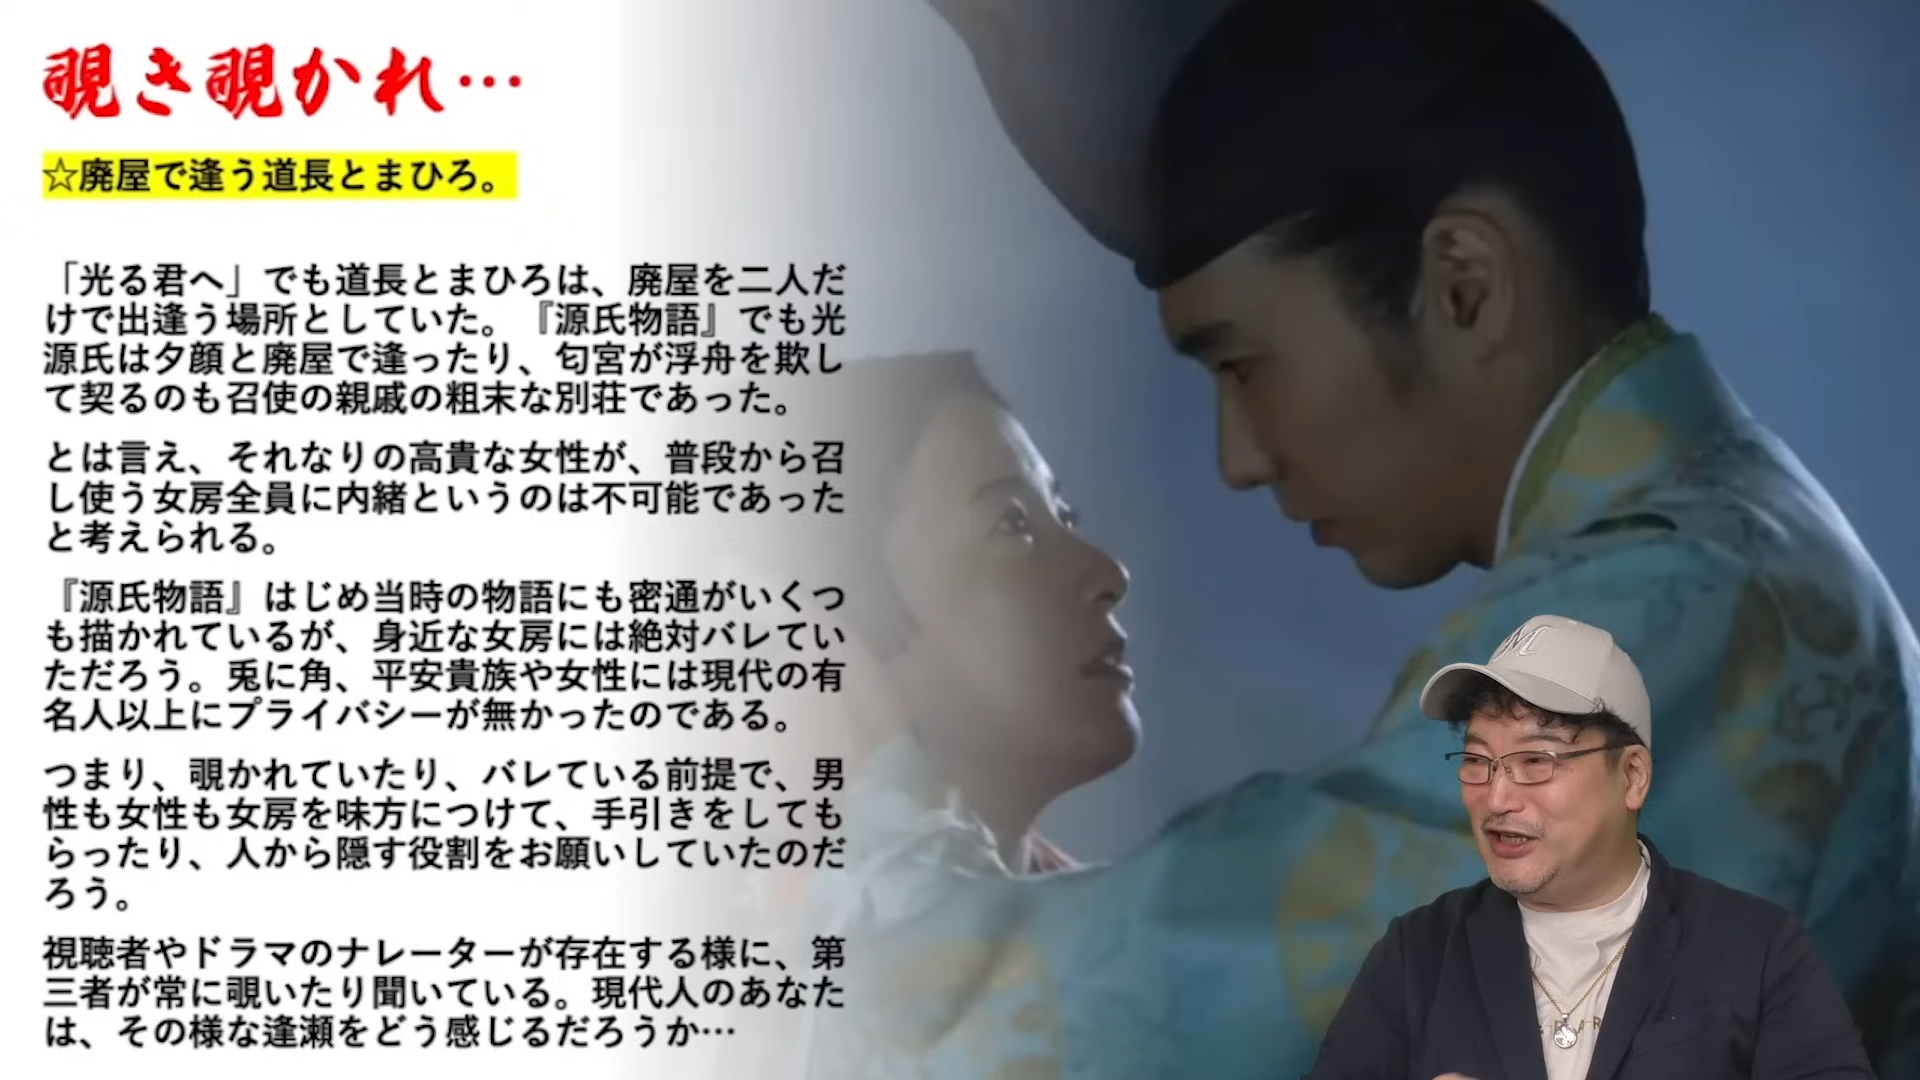 覗き覗かれ…
☆廃屋で逢う道長とまひろ。
「光る君へ」でも道長とまひろは、廃屋を二人だ
けで出逢う場所としていた。『源氏物語』でも光
源氏は夕顔と廃屋で逢ったり、匂宮が浮舟を欺し
て契るのも召使の親戚の粗末な別荘であった。
とは言え、それなりの高貴な女性が、普段から召
し使う女房全員に内緒というのは不可能であった
と考えられる。
『源氏物語』はじめ当時の物語にも密通がいくつ
も描かれているが、身近な女房には絶対バレてい
ただろう。兎に角、平安貴族や女性には現代の有
名人以上にプライバシーが無かったのである。
つまり、覗かれていたり、バレている前提で、男
性も女性も女房を味方につけて、手引きをしても
らったり、人から隠す役割をお願いしていたのだ
ろう。
視聴者やドラマのナレーターが存在する様に、第
三者が常に覗いたり聞いている。現代人のあなた
は、その様な逢瀬をどう感じるだろうか…
M